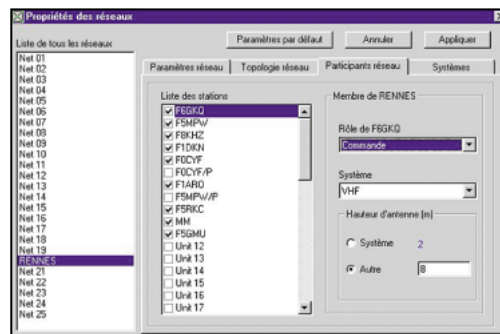 Propriétés des réseaux
Liste de tous les réseaux
Paramètres par défaut
Annuler
Appliquer
Net 01
Net 02
Net 03
Net 04
Net 05
Net 06
Net 07
Net 08
Net 09
Net 10
Net 11
Net 12
Net 13
Net 14
Net 15
Net 16
Net 17
Net 18
Net 19
RENNES
Net 21
Net 22
Net 23
Net 24
Net 25
Paramètres réseau
Topologie réseau
Participants réseau
Systèmes
Liste des stations
F6GKQ
F5MPW
F8KHZ
F1DKN
F0CYF
F0CYF/P
F1ARO
F5MPW/P
F5RKC
MM
F5GMU
Unit 12
Unit 13
Unit 14
Unit 15
Unit 16
Unit 17
Membre de RENNES
Rôle de F6GKQ
Commande
Système
VHF
Hauteur d'antenne (m)
Système 2
Autre 8